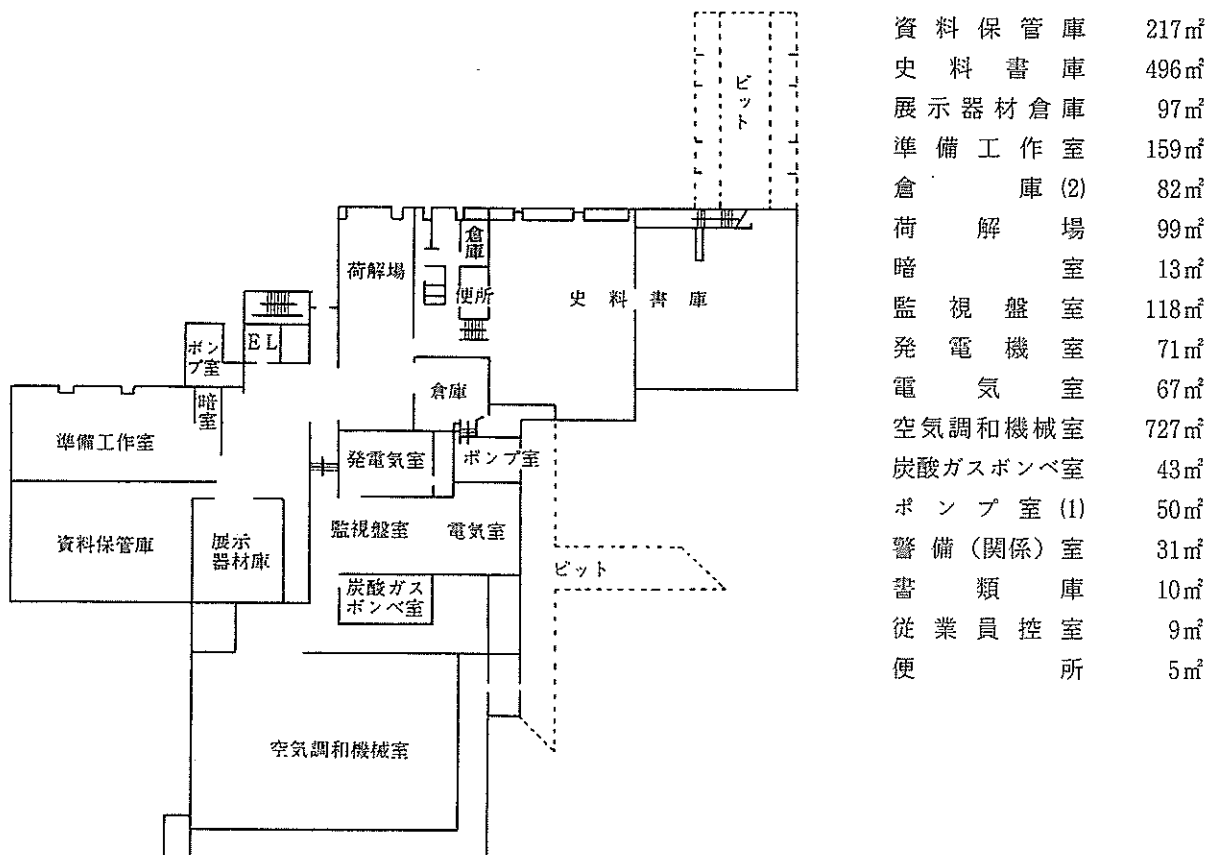 ピット
倉庫
荷解場
便所
史料書庫
EL
ポンプ室
暗室
倉庫
準備工作室
発電気室
ポンプ室
資料保管庫
展示器材庫
監視盤室
電気室
ピット
炭酸ガスボンベ室
空気調和機械室
資料保管庫 217㎡
史料書庫 496㎡
展示器材倉庫 97㎡
準備工作室 159㎡
倉庫(2) 82㎡
荷解場 99㎡
暗室 13㎡
監視盤室 118㎡
発電機室 71㎡
電気室 67㎡
空気調和機械室 727㎡
炭酸ガスボンベ室 43㎡
ポンプ室(1) 50㎡
警備(関係)室 31㎡
書類庫 10㎡
従業員控室 9㎡
便所 5㎡